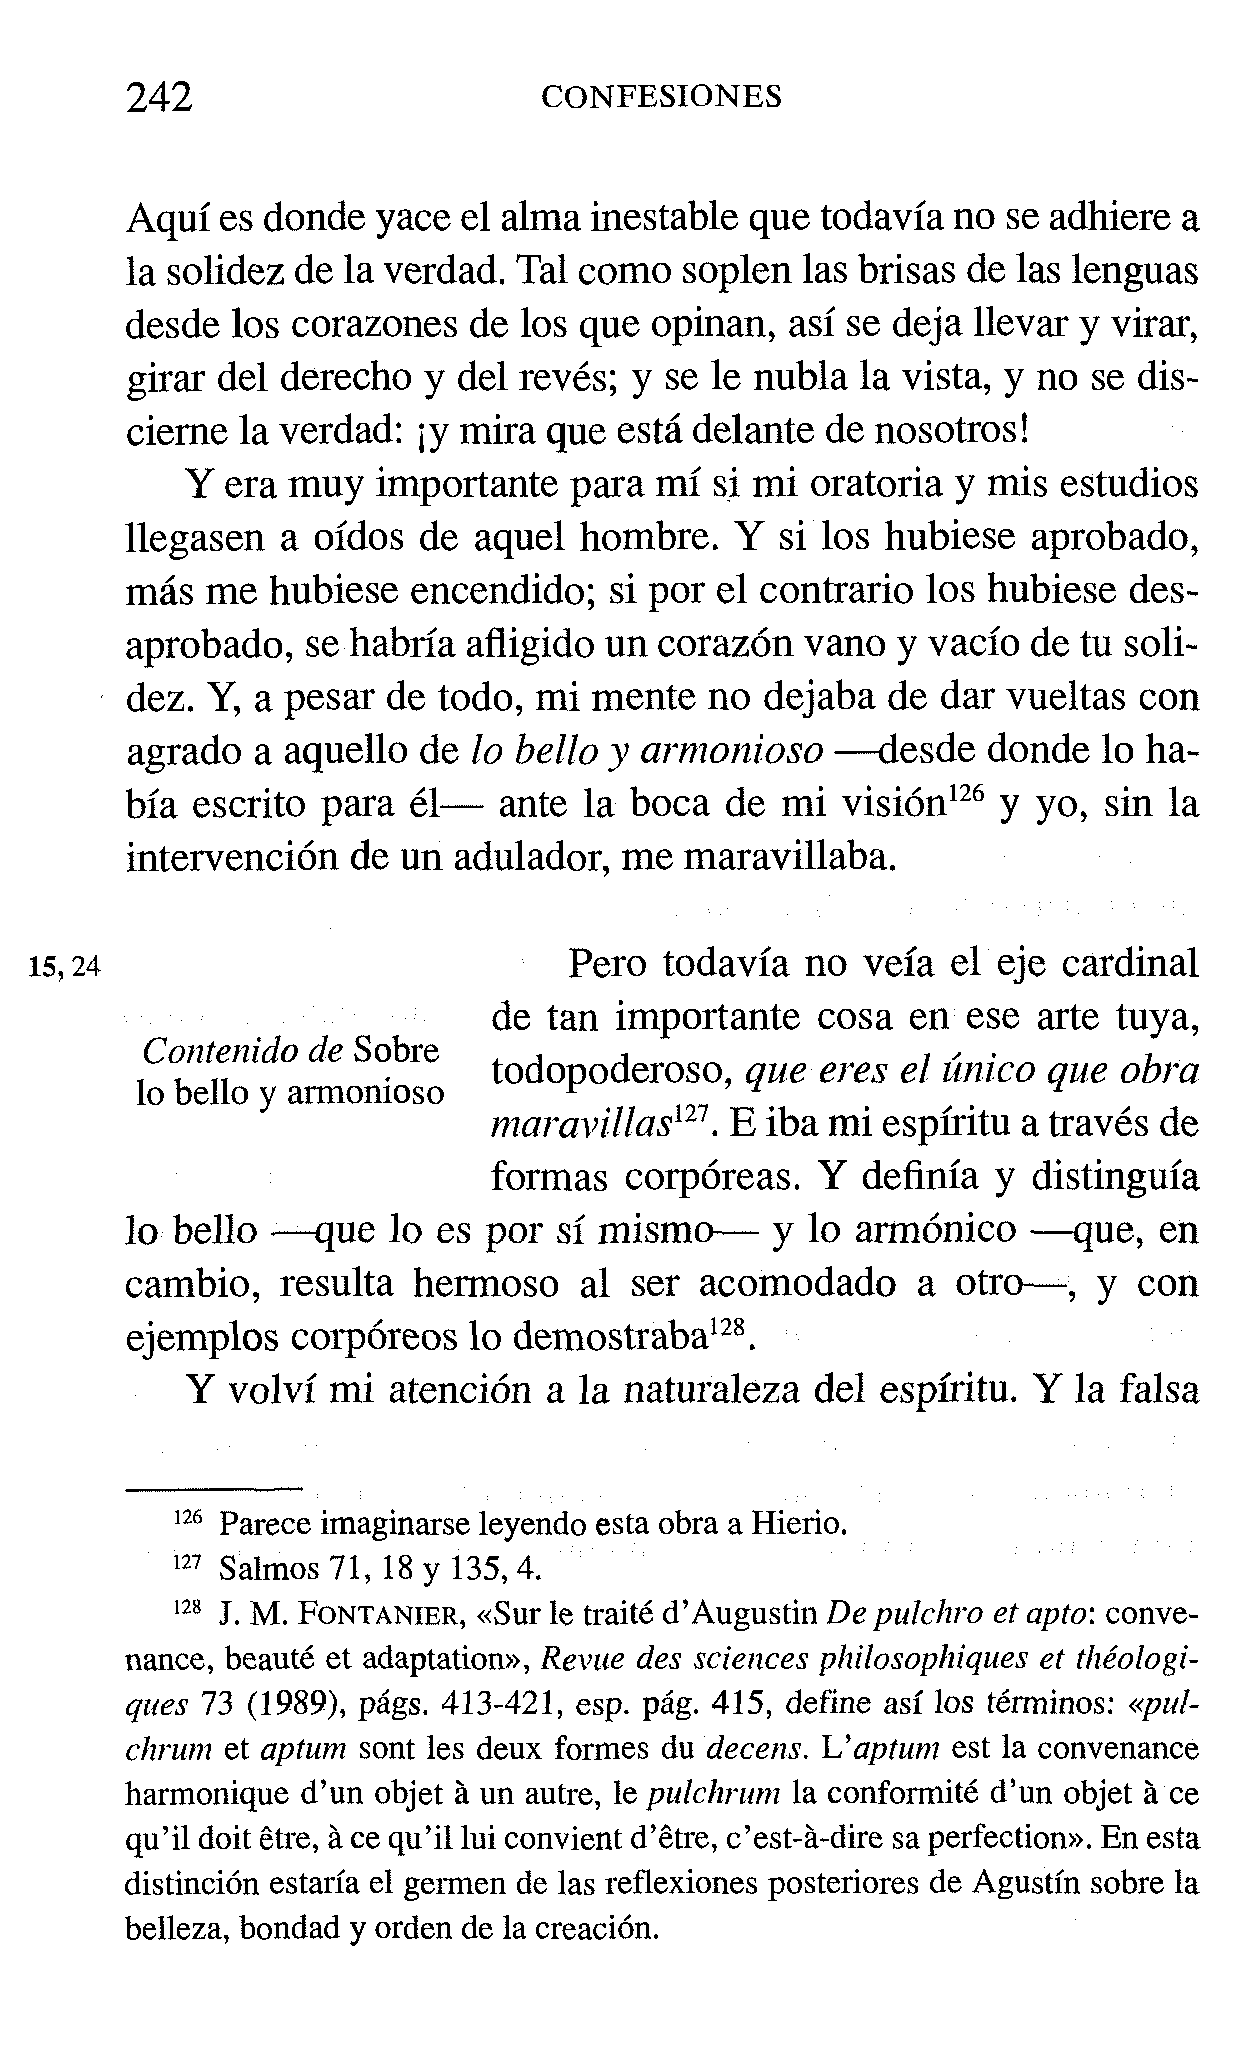 242 CONFESIONES
Aquí es donde yace el alma inestable que todavía no se adhiere a
la solidez de la verdad. Tal como soplen las brisas de las lenguas
desde los corazones de los que opinan, así se deja llevar y virar,
girar del derecho y del revés; y se le nubla la vista, y no se dis-
cierne la verdad: ¡y mira que está delante de nosotros!
Y era muy importante para mí si mi oratoria y mis estudios
llegasen a oídos de aquel hombre. Y si los hubiese aprobado,
más me hubiese encendido; si por el contrario los hubiese des-
aprobado, se habría afligido un corazón vano y vacío de tu soli-
dez. Y, a pesar de todo, mi mente no dejaba de dar vueltas con
agrado a aquello de lo bello y armonioso —desde donde lo ha-
bía escrito para él— ante la boca de mi visión¹²⁶ y yo, sin la
intervención de un adulador, me maravillaba.
15, 24
Contenido de Sobre
lo bello y armonioso
Pero todavía no veía el eje cardinal
de tan importante cosa en ese arte tuya,
todopoderoso, que eres el único que obra
maravillas¹²⁷. E iba mi espíritu a través de
formas corpóreas. Y definía y distinguía
lo bello —que lo es por sí mismo— y lo armónico —que, en
cambio, resulta hermoso al ser acomodado a otro—, y con
ejemplos corpóreos lo demostraba¹²⁸.
Y volví mi atención a la naturaleza del espíritu. Y la falsa
¹²⁶ Parece imaginarse leyendo esta obra a Hierio.
¹²⁷ Salmos 71, 18 y 135, 4.
¹²⁸ J. M. FONTANIER, «Sur le traité d’Augustin De pulchro et apto: conve-
nance, beauté et adaptation», Revue des sciences philosophiques et théologi-
ques 73 (1989), págs. 413-421, esp. pág. 415, define así los términos: «pul-
chrum et aptum sont les deux formes du decens. L’aptum est la convenance
harmonique d’un objet à un autre, le pulchrum la conformité d’un objet à ce
qu’il doit être, à ce qu’il lui convient d’être, c’est-à-dire sa perfection». En esta
distinción estaría el germen de las reflexiones posteriores de Agustín sobre la
belleza, bondad y orden de la creación.